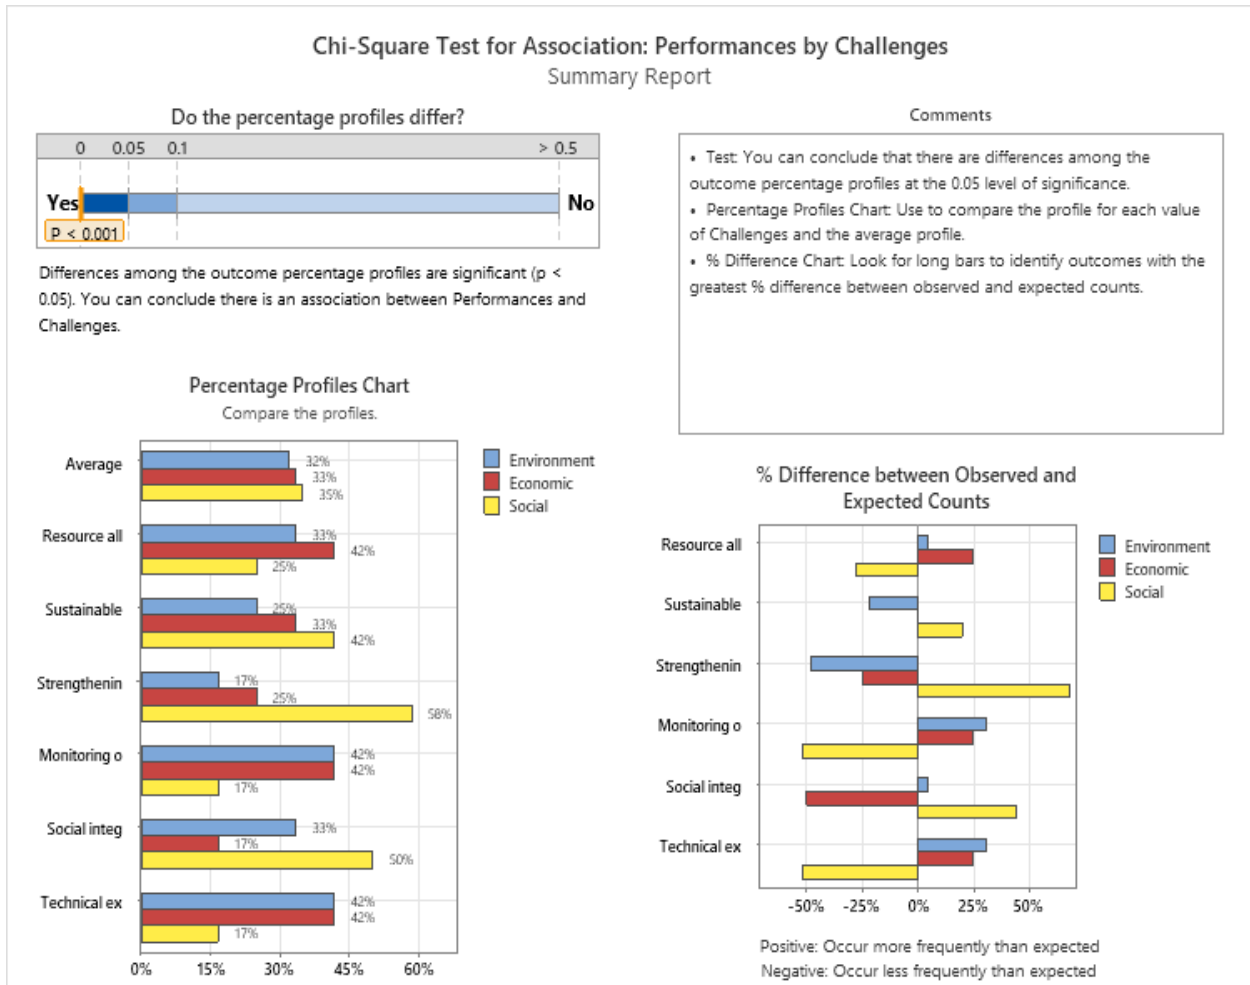 Chi-Square Test for Association: Performances by Challenges
Summary Report
Do the percentage profiles differ?
0 0.05 0.1 > 0.5
Yes No
P < 0.001
Differences among the outcome percentage profiles are significant (p <
0.05). You can conclude there is an association between Performances and
Challenges.
Comments
• Test: You can conclude that there are differences among the
outcome percentage profiles at the 0.05 level of significance.
• Percentage Profiles Chart: Use to compare the profile for each value
of Challenges and the average profile.
• % Difference Chart: Look for long bars to identify outcomes with the
greatest % difference between observed and expected counts.
Percentage Profiles Chart
Compare the profiles.
Average
32%
33%
35%
Resource all
33%
42%
25%
Sustainable
25%
33%
42%
Strengthenin
17%
25%
58%
Monitoring o
42%
42%
17%
Social integ
33%
17%
50%
Technical ex
42%
42%
17%
0% 15% 30% 45% 60%
Environment
Economic
Social
% Difference between Observed and
Expected Counts
Resource all
Sustainable
Strengthenin
Monitoring o
Social integ
Technical ex
-50% -25% 0% 25% 50%
Environment
Economic
Social
Positive: Occur more frequently than expected
Negative: Occur less frequently than expected